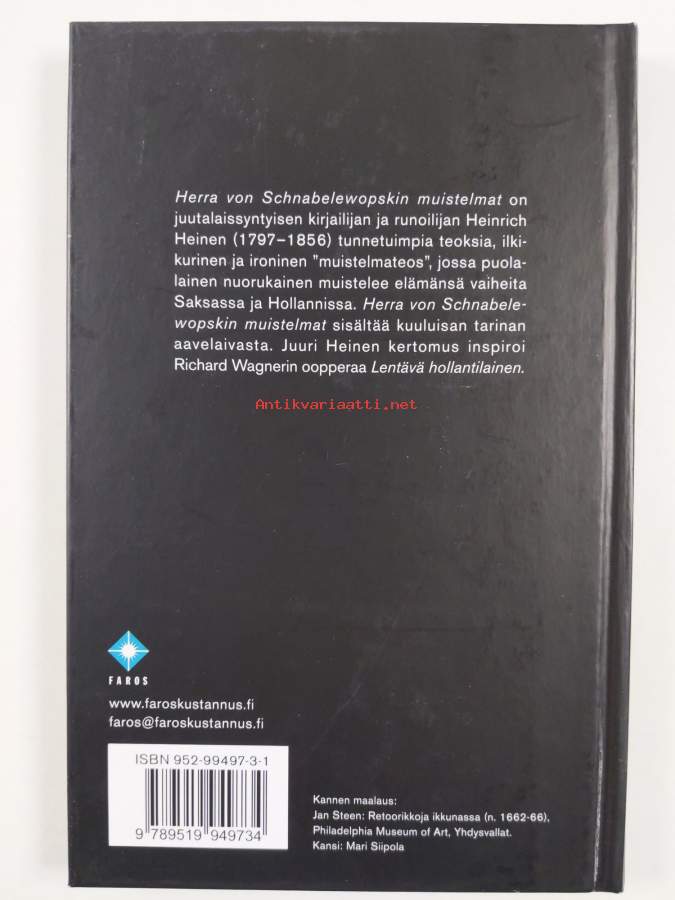 Herra von Schnabelewopskin muistelmat on
juutalaissyntyisen kirjailijan ja runoilijan Heinrich
Heinen (1797–1856) tunnetuimpia teoksia, ilki-
kurinen ja ironinen "muistelmateos", jossa puola-
lainen nuorukainen muistelee elämänsä vaiheita
Saksassa ja Hollannissa. Herra von Schnabele-
wopskin muistelmat sisältää kuuluisan tarinan
aavelaivasta. Juuri Heinen kertomus inspiroi
Richard Wagnerin oopperaa Lentävä hollantilainen.
Antikvariaatti.net
FAROS
www.faroskustannus.fi
faros@faroskustannus.fi
ISBN 952-99497-3-1
9 789519 949734
Kannen maalaus:
Jan Steen: Retoorikkoja ikkunassa (n. 1662-66),
Philadelphia Museum of Art, Yhdysvallat.
Kansi: Mari Siipola